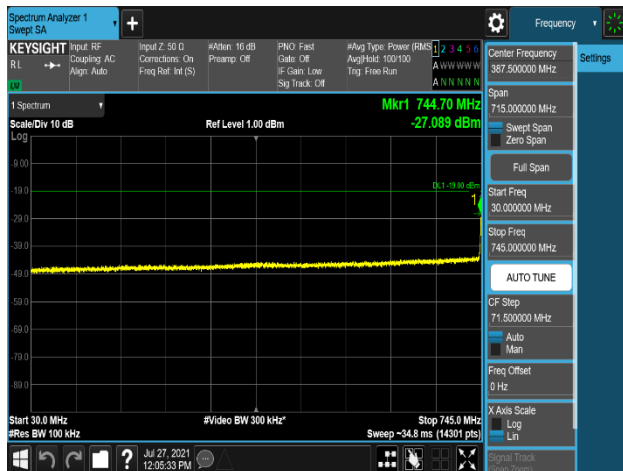 Spectrum Analyzer 1
Swept SA
Frequency
Settings
KEYSIGHT
Input: RF
Input Z: 50 Ω
#Atten: 16 dB
PNO: Fast
#Avg Type: Power (RMS
1 2 3 4 5 6
R L
Coupling: AC
Corrections: On
Preamp: Off
Gate: Off
Avg|Hold: 100/100
A W W W W W
Align: Auto
Freq Ref: Int (S)
IF Gain: Low
Trig: Free Run
A N N N N N
Sig Track: Off
1 Spectrum
Mkr1 744.70 MHz
Scale/Div 10 dB
Ref Level 1.00 dBm
-27.089 dBm
Log
-9.00
DL1 -19.00 dBm
-19.0
1
-29.0
-39.0
-49.0
-59.0
-69.0
-79.0
-89.0
Start 30.0 MHz
#Video BW 300 kHz*
Stop 745.0 MHz
#Res BW 100 kHz
Sweep ~34.8 ms (14301 pts)
Jul 27, 2021
12:05:33 PM
Center Frequency
387.500000 MHz
Span
715.000000 MHz
Swept Span
Zero Span
Full Span
Start Freq
30.000000 MHz
Stop Freq
745.000000 MHz
AUTO TUNE
CF Step
71.500000 MHz
Auto
Man
Freq Offset
0 Hz
X Axis Scale
Log
Lin
Signal Track
(Span Zoom)